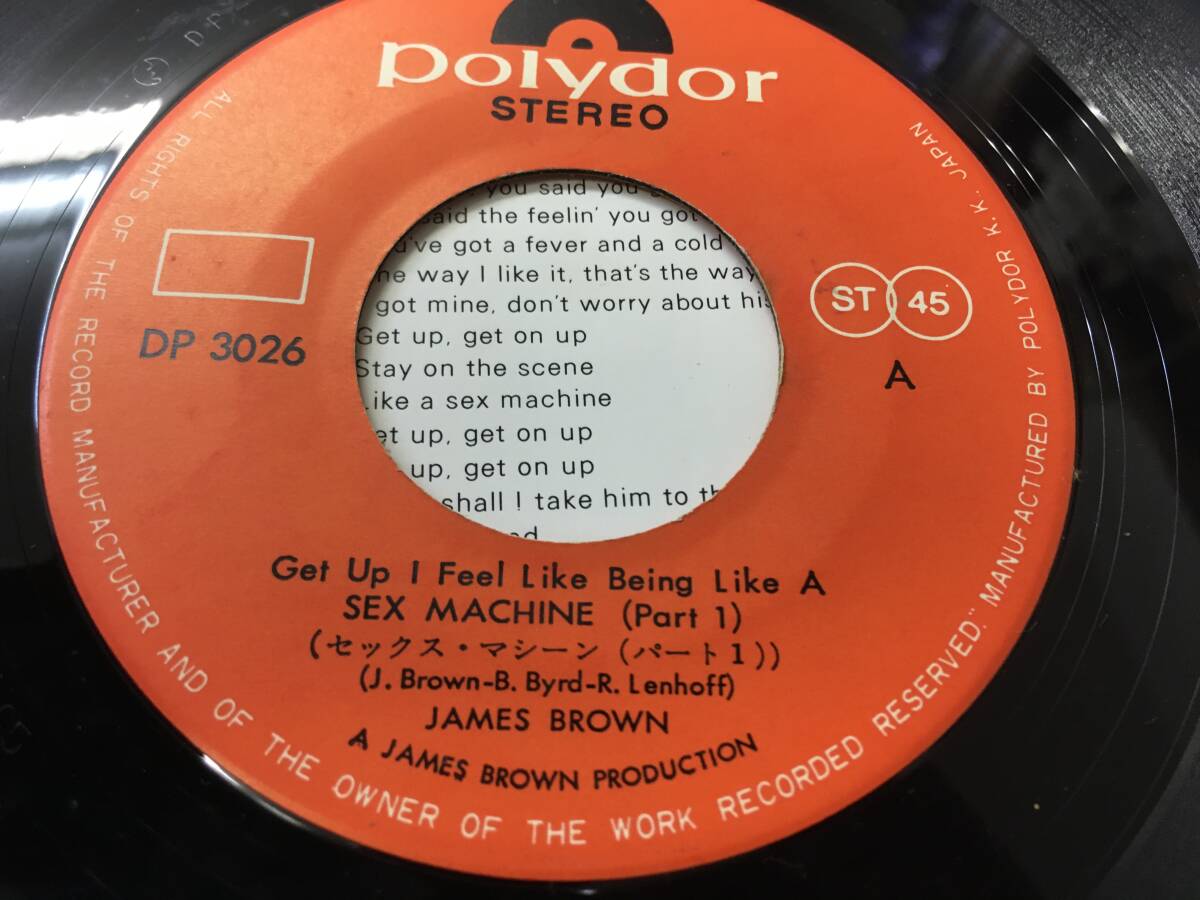 polydor
STEREO
you said you
said the feelin' you got
you've got a fever and a cold
the way I like it, that's the way
got mine, don't worry about his
Get up, get on up
Stay on the scene
Like a sex machine
Get up, get on up
up, get on up
shall I take him to th
DP 3026
ST 45
A
Get Up I Feel Like Being Like A
SEX MACHINE (Part 1)
(セックス・マシーン (パート1))
(J. Brown-B. Byrd-R. Lenhoff)
JAMES BROWN
A JAMES BROWN PRODUCTION
ALL RIGHTS OF THE RECORD MANUFACTURER AND OF THE OWNER OF THE WORK RECORDED RESERVED." MANUFACTURED BY POLYDOR K. K. JAPAN